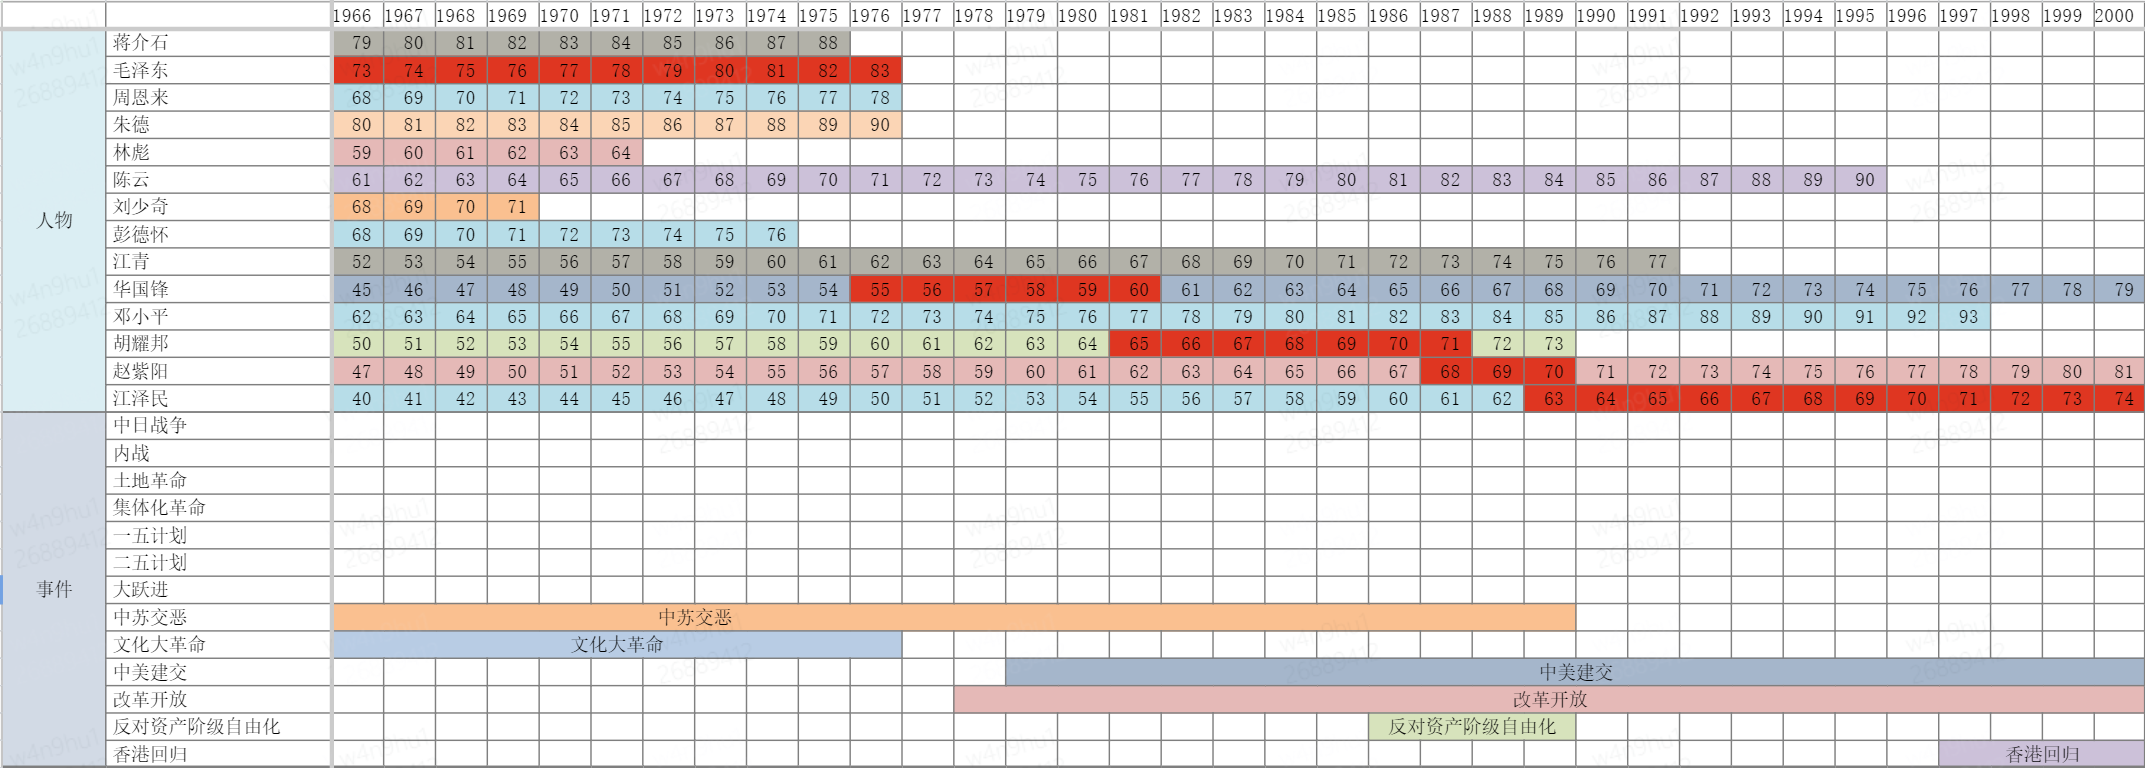 1966 1967 1968 1969 1970 1971 1972 1973 1974 1975 1976 1977 1978 1979 1980 1981 1982 1983 1984 1985 1986 1987 1988 1989 1990 1991 1992 1993 1994 1995 1996 1997 1998 1999 2000
人物
蒋介石 79 80 81 82 83 84 85 86 87 88
毛泽东 73 74 75 76 77 78 79 80 81 82 83
周恩来 68 69 70 71 72 73 74 75 76 77 78
朱德 80 81 82 83 84 85 86 87 88 89 90
林彪 59 60 61 62 63 64
陈云 61 62 63 64 65 66 67 68 69 70 71 72 73 74 75 76 77 78 79 80 81 82 83 84 85 86 87 88 89 90
刘少奇 68 69 70 71
彭德怀 68 69 70 71 72 73 74 75 76
江青 52 53 54 55 56 57 58 59 60 61 62 63 64 65 66 67 68 69 70 71 72 73 74 75 76 77
华国锋 45 46 47 48 49 50 51 52 53 54 55 56 57 58 59 60 61 62 63 64 65 66 67 68 69 70 71 72 73 74 75 76 77 78 79
邓小平 62 63 64 65 66 67 68 69 70 71 72 73 74 75 76 77 78 79 80 81 82 83 84 85 86 87 88 89 90 91 92 93
胡耀邦 50 51 52 53 54 55 56 57 58 59 60 61 62 63 64 65 66 67 68 69 70 71 72 73
赵紫阳 47 48 49 50 51 52 53 54 55 56 57 58 59 60 61 62 63 64 65 66 67 68 69 70 71 72 73 74 75 76 77 78 79 80 81
江泽民 40 41 42 43 44 45 46 47 48 49 50 51 52 53 54 55 56 57 58 59 60 61 62 63 64 65 66 67 68 69 70 71 72 73 74
事件
中日战争
内战
土地革命
集体化革命
一五计划
二五计划
大跃进
中苏交恶 中苏交恶
文化大革命 文化大革命
中美建交 中美建交
改革开放 改革开放
反对资产阶级自由化 反对资产阶级自由化
香港回归 香港回归